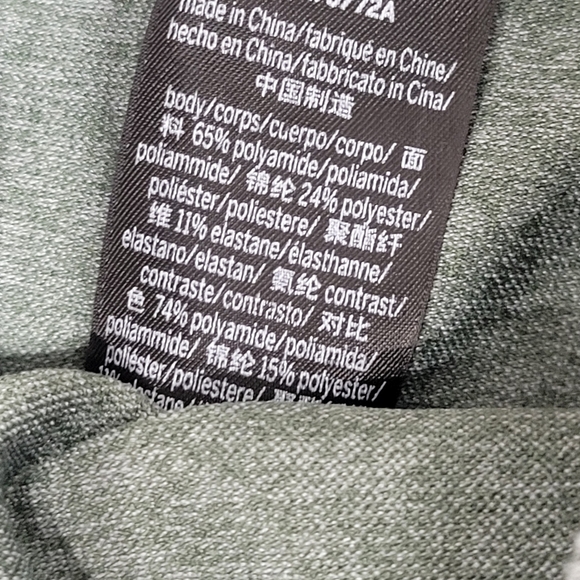 made in China/fabriqué en Chine/
hecho en China/fabbricato in Cina/
中国制造
body/corps/cuerpo/corpo/ 面
料 65% polyamide/poliamida/
poliammide/ 锦纶 24% polyester/
poliéster/poliestere/ 聚酯纤
维 11% elastane/élasthanne/
elastano/elastan/ 氨纶 contrast/
contraste/contrasto/ 对比
色 74% polyamide/poliamida/
poliammide/ 锦纶 15% polyester/
poliéster/poliestere/